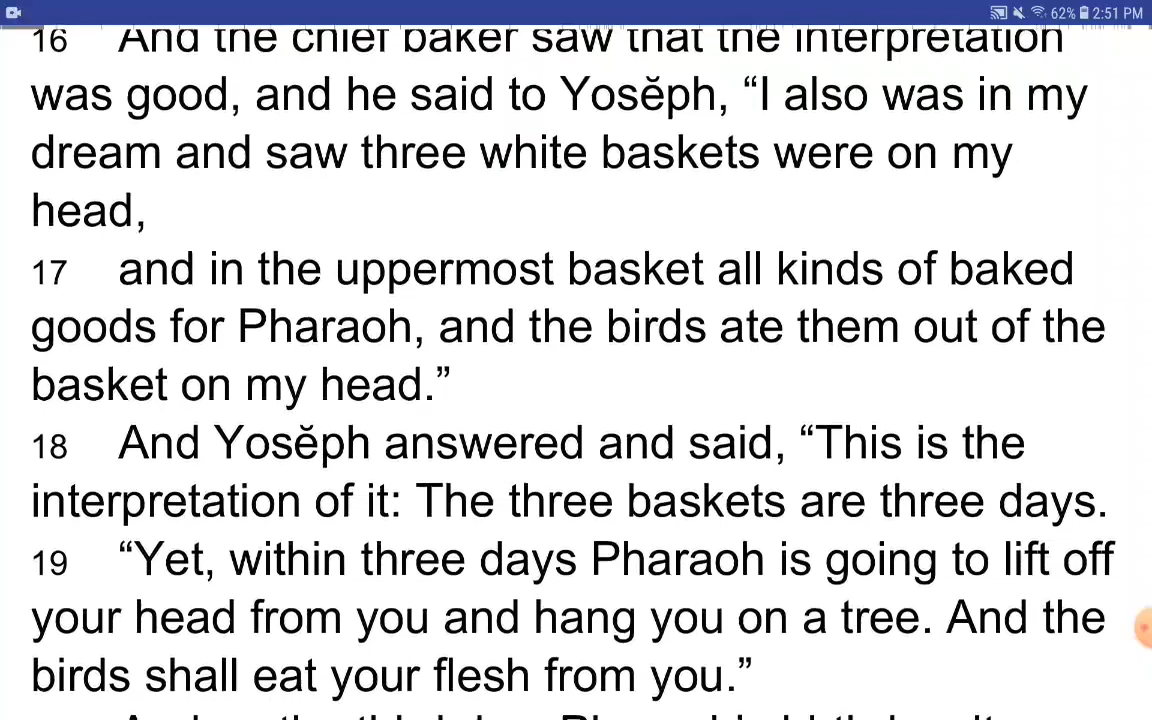 62% 2:51 PM
16 And the chief baker saw that the interpretation
was good, and he said to Yosĕph, “I also was in my
dream and saw three white baskets were on my
head,
17 and in the uppermost basket all kinds of baked
goods for Pharaoh, and the birds ate them out of the
basket on my head.”
18 And Yosĕph answered and said, “This is the
interpretation of it: The three baskets are three days.
19 “Yet, within three days Pharaoh is going to lift off
your head from you and hang you on a tree. And the
birds shall eat your flesh from you.”